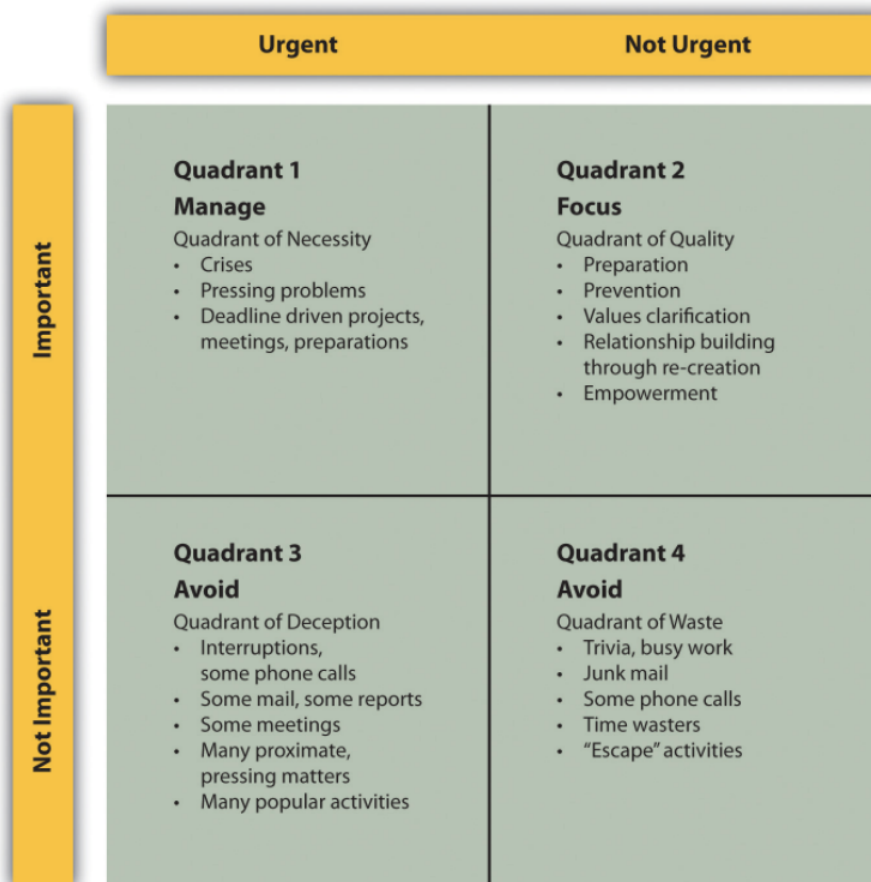 Urgent
Not Urgent
Important
Quadrant 1
Manage
Quadrant of Necessity
• Crises
• Pressing problems
• Deadline driven projects,
meetings, preparations
Quadrant 2
Focus
Quadrant of Quality
• Preparation
• Prevention
• Values clarification
• Relationship building
through re-creation
• Empowerment
Not Important
Quadrant 3
Avoid
Quadrant of Deception
• Interruptions,
some phone calls
• Some mail, some reports
• Some meetings
• Many proximate,
pressing matters
• Many popular activities
Quadrant 4
Avoid
Quadrant of Waste
• Trivia, busy work
• Junk mail
• Some phone calls
• Time wasters
• “Escape” activities